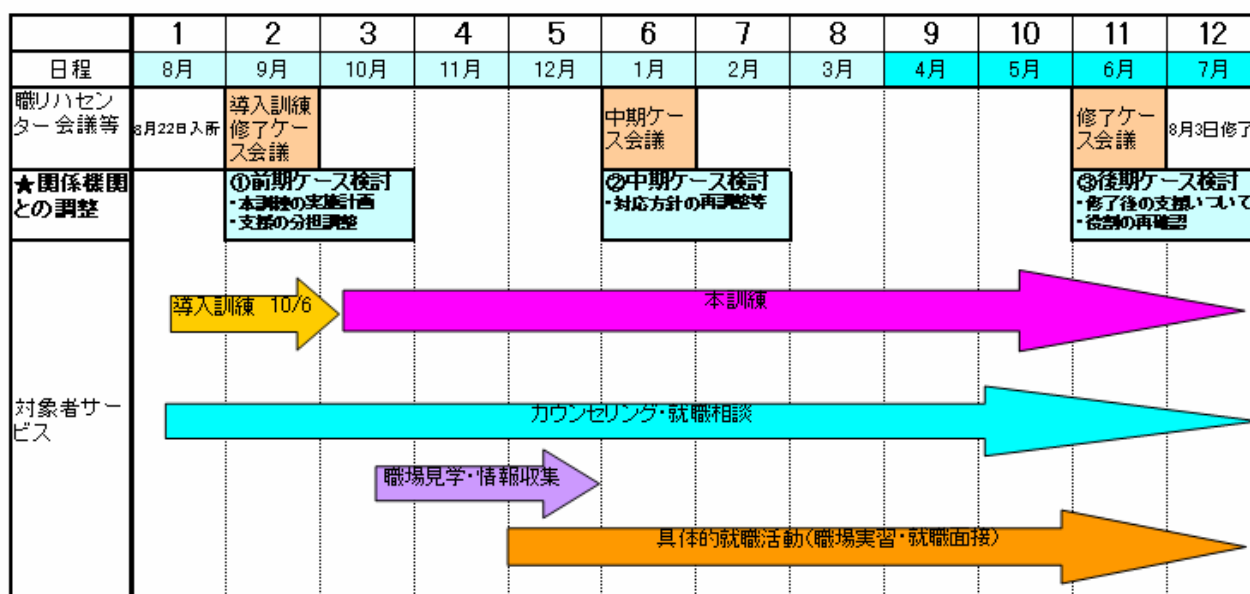 1 2 3 4 5 6 7 8 9 10 11 12
日程 8月 9月 10月 11月 12月 1月 2月 3月 4月 5月 6月 7月
職リハセン
ター会議等
8月22日入所
導入訓練
修了ケー
ス会議
中期ケー
ス会議
修了ケー
ス会議
8月3日修了
★関係機関
との調整
①前期ケース検討
・本訓練の実施計画
・支援の分担調整
②中期ケース検討
・対応方針の再調整等
③後期ケース検討
・修了後の支援いついて
・役割の再確認
導入訓練 10/6
本訓練
対象者サー
ビス
カウンセリング・就職相談
職場見学・情報収集
具体的就職活動(職場実習・就職面接)